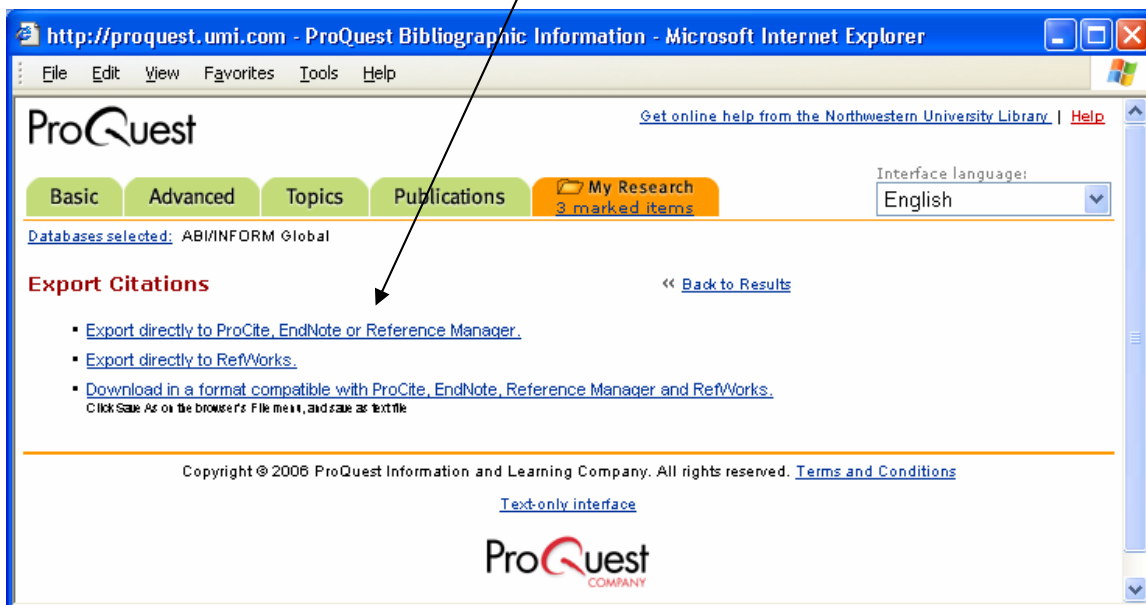 http://proquest.umi.com - ProQuest Bibliographic Information - Microsoft Internet Explorer
File Edit View Favorites Tools Help
ProQuest
Get online help from the Northwestern University Library | Help
Interface language:
Basic Advanced Topics Publications My Research
3 marked items
English
Databases selected: ABI/INFORM Global
Export Citations
‹‹ Back to Results
▪ Export directly to ProCite, EndNote or Reference Manager.
▪ Export directly to RefWorks.
▪ Download in a format compatible with ProCite, EndNote, Reference Manager and RefWorks.
Click Save As on the browser's File menu, and save as text file
Copyright © 2006 ProQuest Information and Learning Company. All rights reserved. Terms and Conditions
Text-only interface
ProQuest
COMPANY